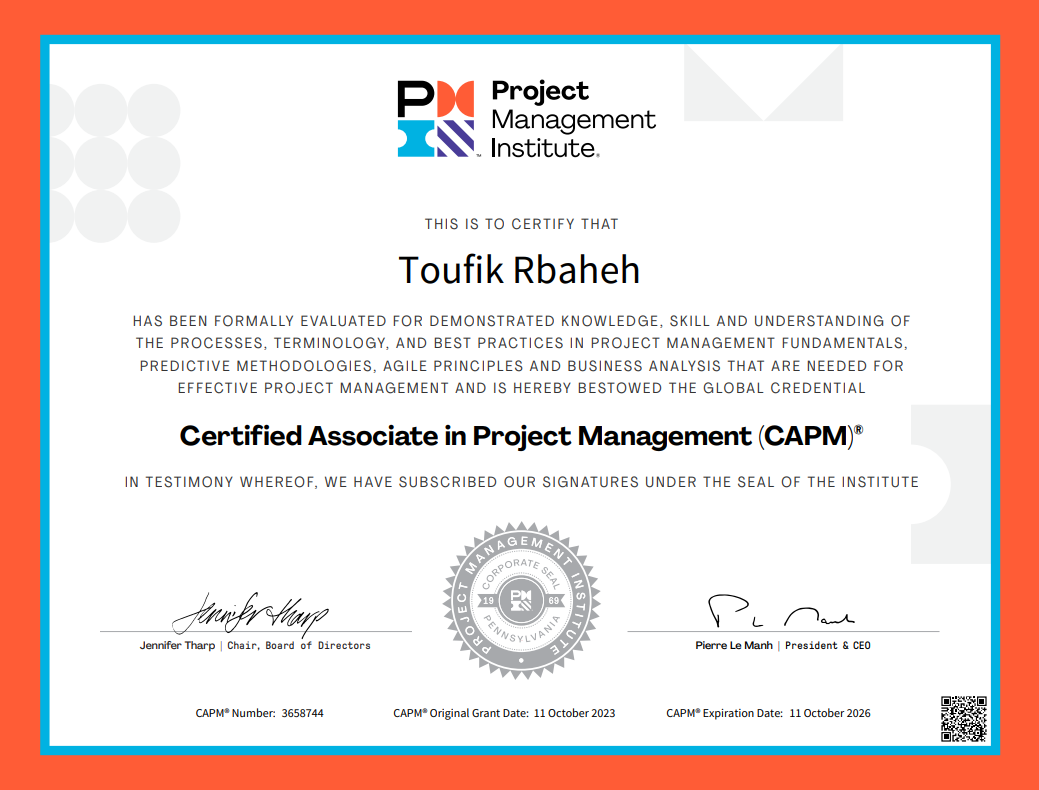 PM
Project
Management
Institute®
THIS IS TO CERTIFY THAT
Toufik Rbaheh
HAS BEEN FORMALLY EVALUATED FOR DEMONSTRATED KNOWLEDGE, SKILL AND UNDERSTANDING OF
THE PROCESSES, TERMINOLOGY, AND BEST PRACTICES IN PROJECT MANAGEMENT FUNDAMENTALS,
PREDICTIVE METHODOLOGIES, AGILE PRINCIPLES AND BUSINESS ANALYSIS THAT ARE NEEDED FOR
EFFECTIVE PROJECT MANAGEMENT AND IS HEREBY BESTOWED THE GLOBAL CREDENTIAL
Certified Associate in Project Management (CAPM)®
IN TESTIMONY WHEREOF, WE HAVE SUBSCRIBED OUR SIGNATURES UNDER THE SEAL OF THE INSTITUTE
PROJECT MANAGEMENT INSTITUTE
CORPORATE SEAL
19 69
PENNSYLVANIA
Jennifer Tharp
Jennifer Tharp | Chair, Board of Directors
Pierre Le Manh | President & CEO
CAPM® Number: 3658744
CAPM® Original Grant Date: 11 October 2023
CAPM® Expiration Date: 11 October 2026